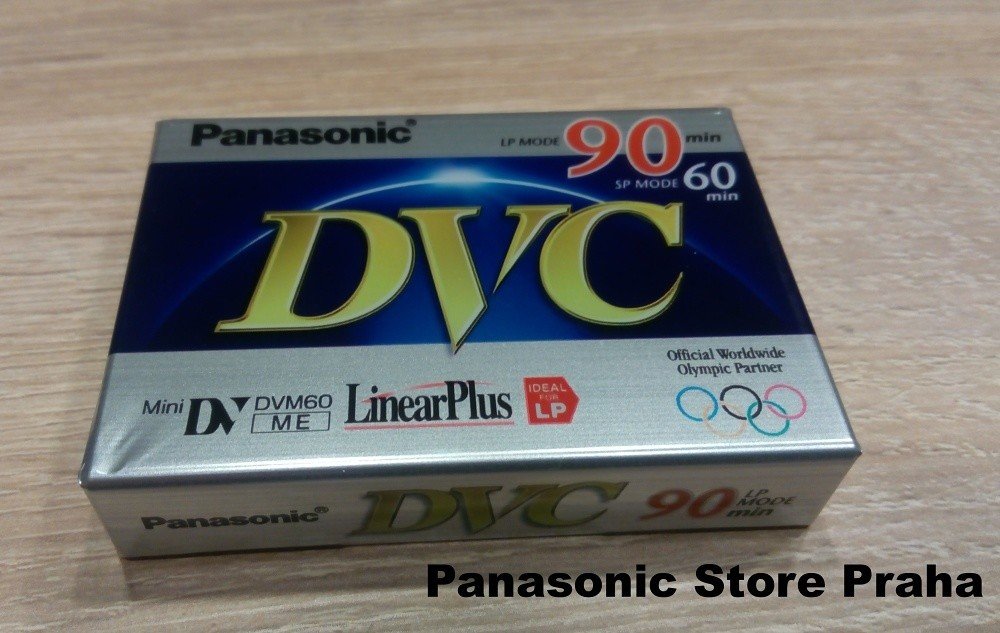 Panasonic®
LP MODE 90 min
SP MODE 60 min
DVC
Official Worldwide
Olympic Partner
Mini DV DVM60 ME
LinearPlus
IDEAL
FOR
LP
Panasonic® DVC 90 LP MODE min
Panasonic Store Praha